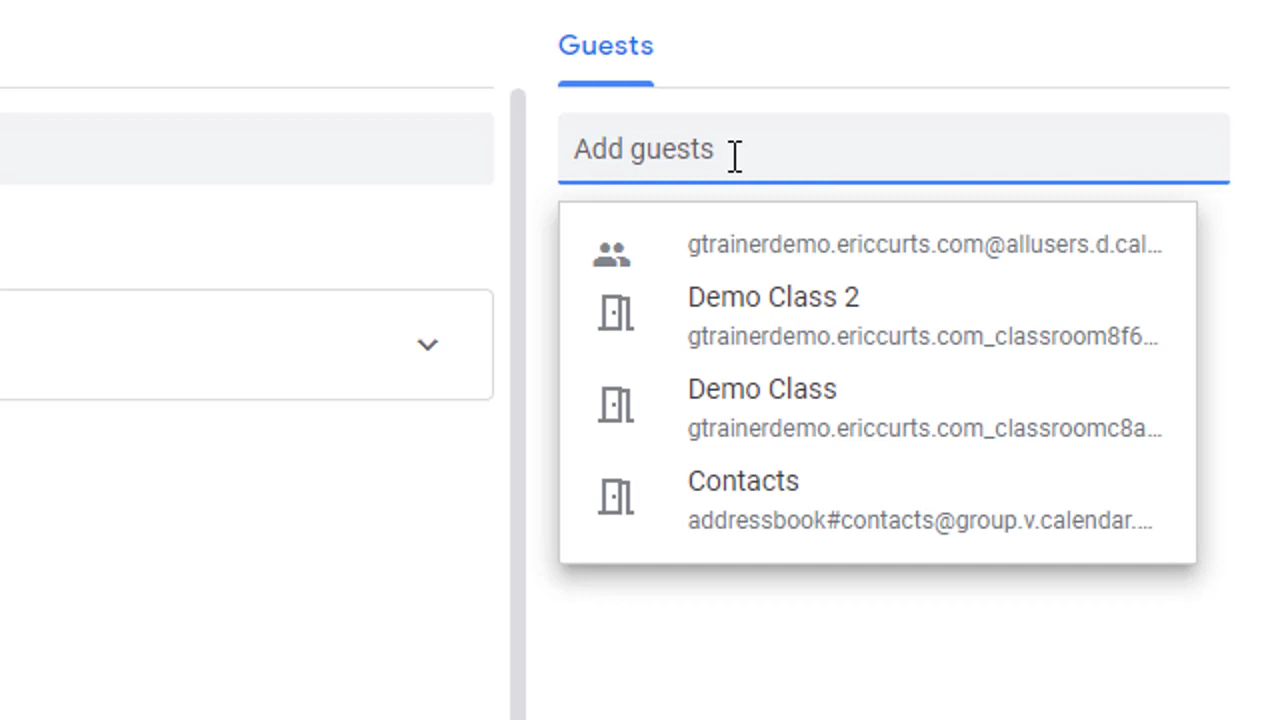 Guests
Add guests
gtrainerdemo.ericcurts.com@allusers.d.cal...
Demo Class 2
gtrainerdemo.ericcurts.com_classroom8f6...
Demo Class
gtrainerdemo.ericcurts.com_classroomc8a...
Contacts
addressbook#contacts@group.v.calendar....